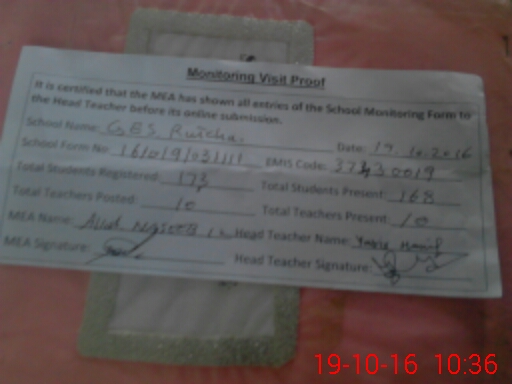 Monitoring Visit Proof
It is certified that the MEA has shown all entries of the School Monitoring Form to
the Head Teacher before its online submission.
School Name: GES Date: 10.2016
School Form No: EMIS Code: 37430019
Total Students Registered: 173 Total Students Present: 168
Total Teachers Posted: 10 Total Teachers Present: 10
MEA Name: Head Teacher Name:
MEA Signature: Head Teacher Signature:
19-10-16 10:36